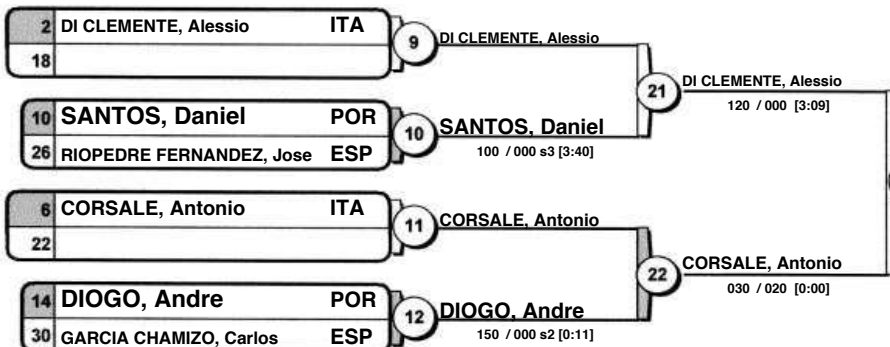 2 DI CLEMENTE, Alessio ITA
18
9 DI CLEMENTE, Alessio
10 SANTOS, Daniel POR
26 RIOPEDRE FERNANDEZ, Jose ESP
10 SANTOS, Daniel
100 / 000 s3 [3:40]
21 DI CLEMENTE, Alessio
120 / 000 [3:09]
6 CORSALE, Antonio ITA
22
11 CORSALE, Antonio
14 DIOGO, Andre POR
30 GARCIA CHAMIZO, Carlos ESP
12 DIOGO, Andre
150 / 000 s2 [0:11]
22 CORSALE, Antonio
030 / 020 [0:00]